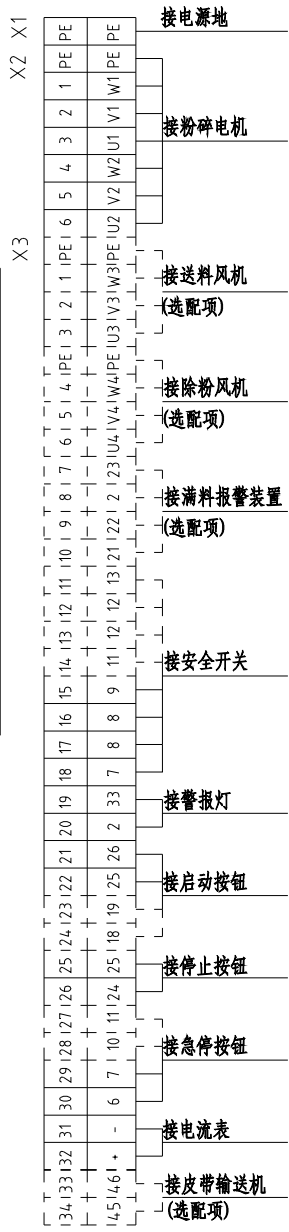 X1
PE PE 接电源地
X2
PE PE
1 W1
2 V1
3 U1 接粉碎电机
4 W2
5 V2
6 U2
X3
PE PE
1 W3 接送料风机
2 V3 (选配项)
3 U3
PE PE
4 W4 接除粉风机
5 V4 (选配项)
6 U4
7 23
8 2 接满料报警装置
9 22 (选配项)
10 21
11 13
12 12
13 12
14 11 接安全开关
15 9
16 8
17 8
18 7
19 33 接警报灯
20 2
21 26
22 25 接启动按钮
23 19
24 18
25 25 接停止按钮
26 24
27 11
28 10 接急停按钮
29 7
30 6
31 - 接电流表
32 +
33 46 接皮带输送机
34 45 (选配项)